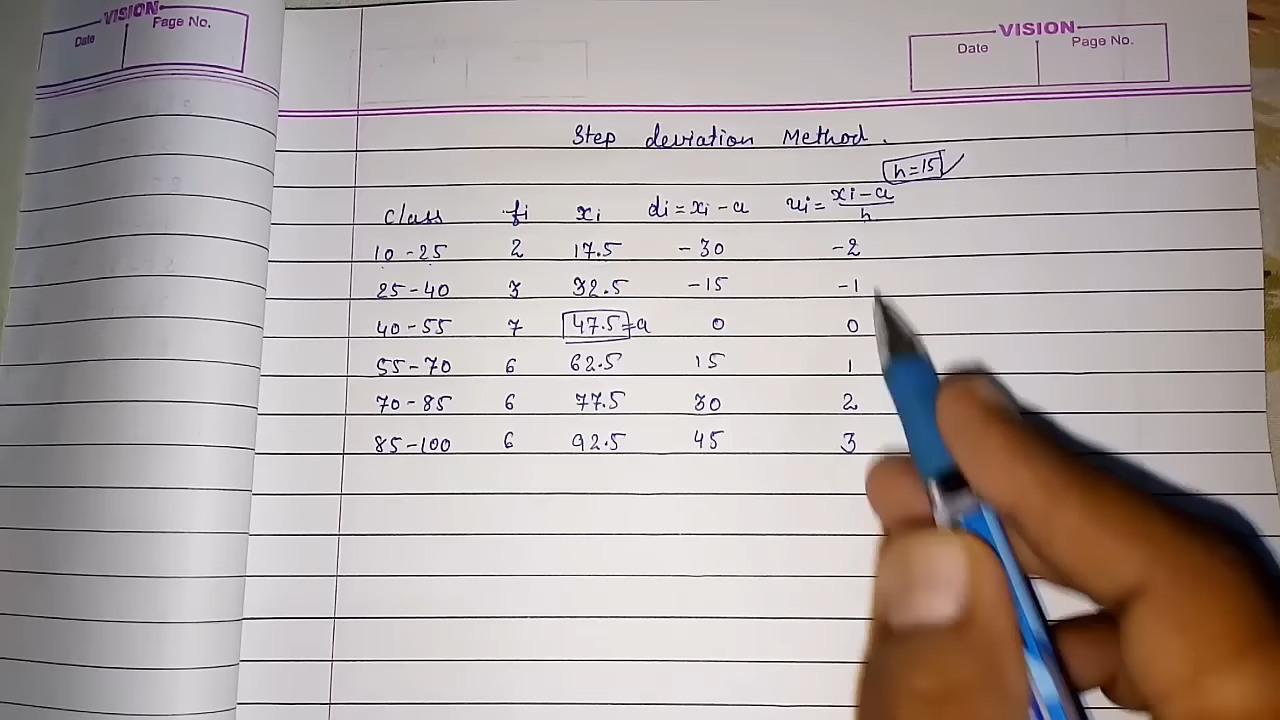 VISION
Date Page No.
VISION
Date Page No.
Step deviation Method.
h=15 ✓
class fi xi di = xi - a ui = xi - a / h
10-25 2 17.5 -30 -2
25-40 3 32.5 -15 -1
40-55 7 47.5=a 0 0
55-70 6 62.5 15 1
70-85 6 77.5 30 2
85-100 6 92.5 45 3